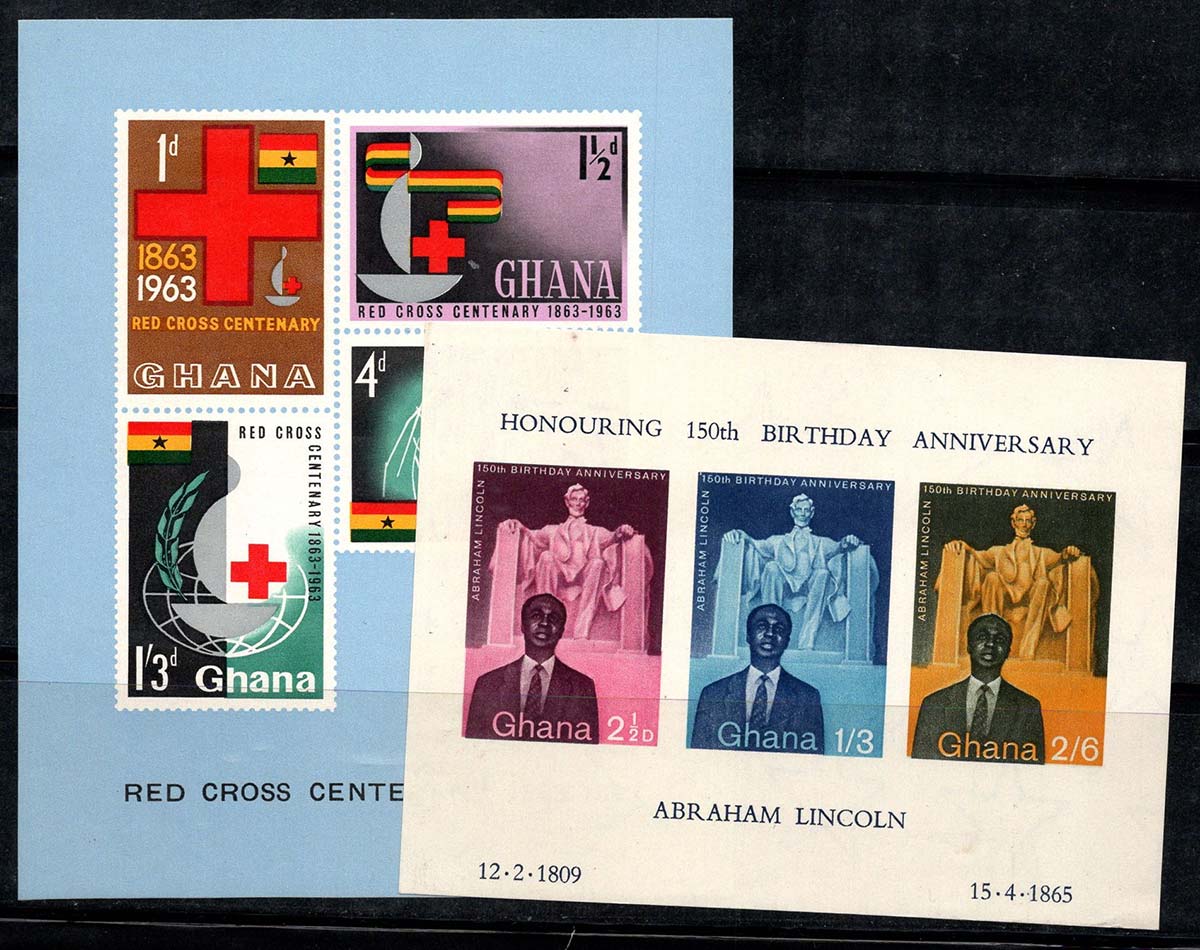 1d
1863
1963
RED CROSS CENTENARY
GHANA
1½d
GHANA
RED CROSS CENTENARY 1863-1963
4d
RED CROSS
CENTENARY 1863-1963
1/3d
Ghana
RED CROSS CENTE
HONOURING 150th BIRTHDAY ANNIVERSARY
150th BIRTHDAY ANNIVERSARY
ABRAHAM LINCOLN
Ghana 2½D
150th BIRTHDAY ANNIVERSARY
ABRAHAM LINCOLN
Ghana 1/3
150th BIRTHDAY ANNIVERSARY
ABRAHAM LINCOLN
Ghana 2/6
ABRAHAM LINCOLN
12·2·1809
15·4·1865